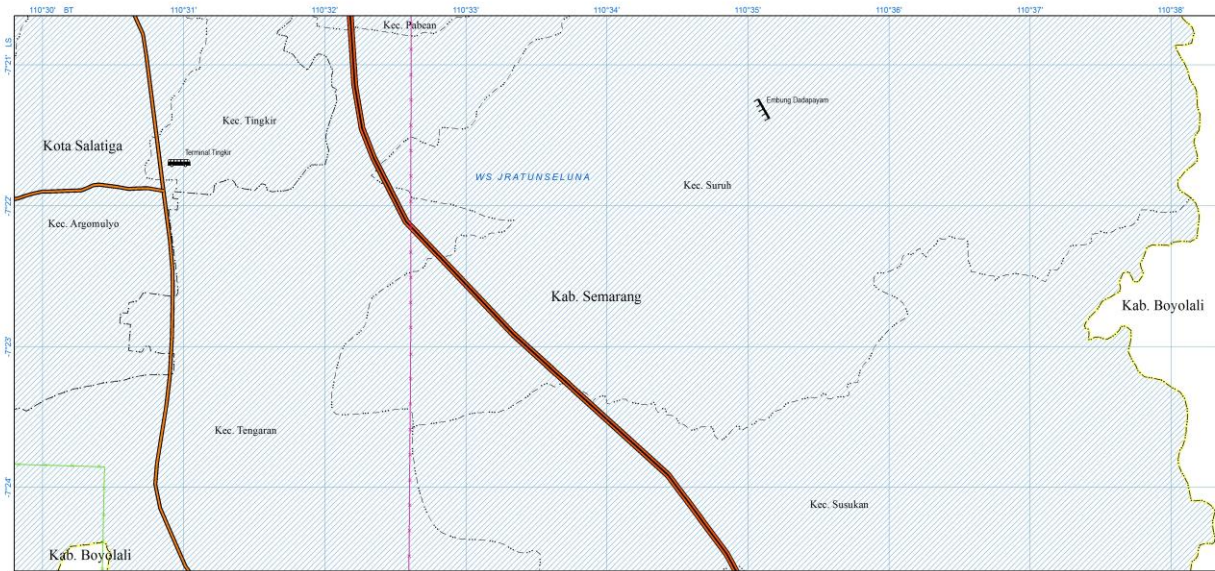 110°30' BT
110°31'
110°32'
110°33'
110°34'
110°35'
110°36'
110°37'
110°38'
Kec. Pabean
-7°21' LS
Embung Dadapayam
Kec. Tingkir
Kota Salatiga
Terminal Tingkir
WS JRATUNSELUNA
Kec. Suruh
-7°22'
Kec. Argomulyo
Kab. Semarang
Kab. Boyolali
-7°23'
Kec. Tengaran
-7°24'
Kec. Susukan
Kab. Boyolali